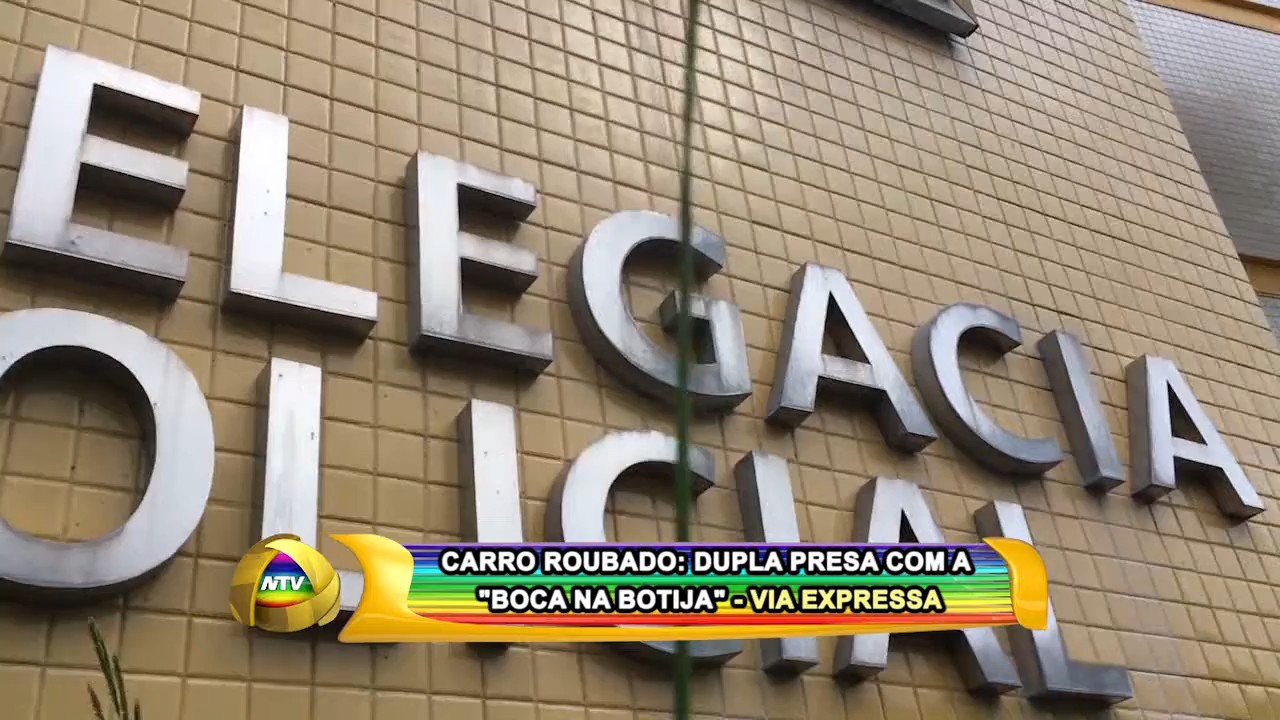 ELEGACIA
OLICIAL
NTV
CARRO ROUBADO: DUPLA PRESA COM A
"BOCA NA BOTIJA" - VIA EXPRESSA